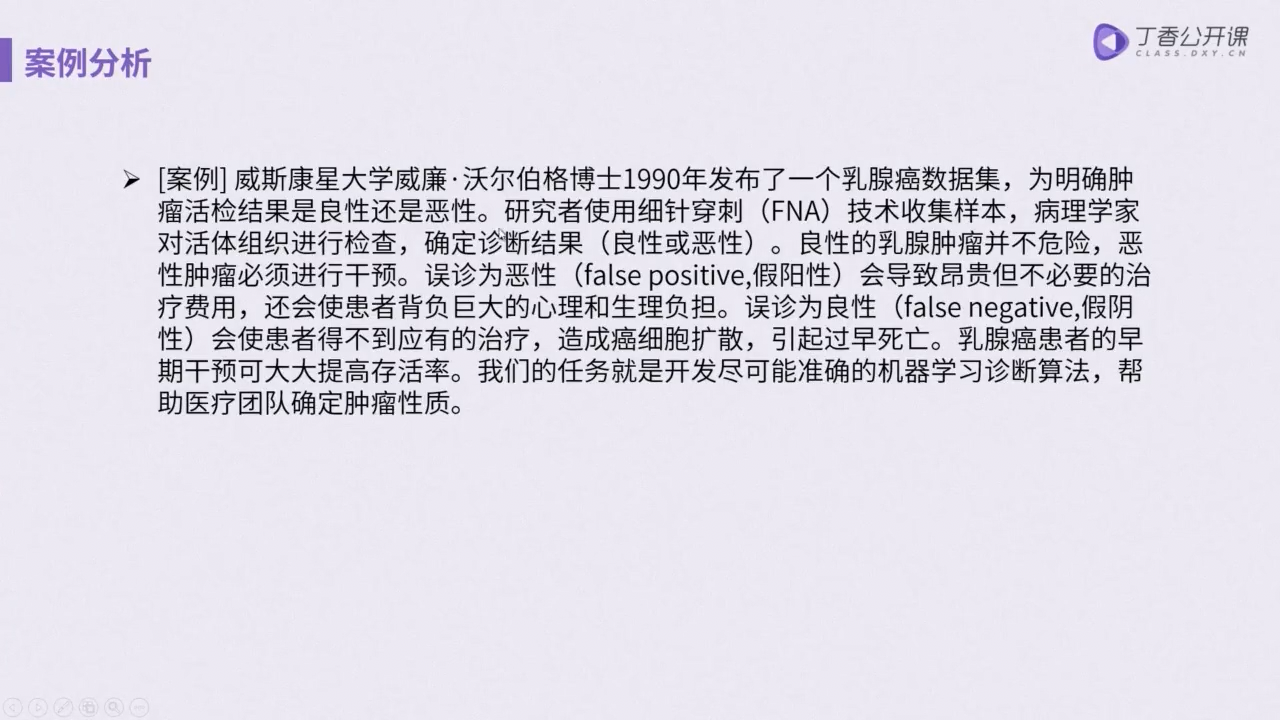 案例分析
丁香公开课
CLASS.DXY.CN
[案例] 威斯康星大学威廉·沃尔伯格博士1990年发布了一个乳腺癌数据集，为明确肿
瘤活检结果是良性还是恶性。研究者使用细针穿刺（FNA）技术收集样本，病理学家
对活体组织进行检查，确定诊断结果（良性或恶性）。良性的乳腺肿瘤并不危险，恶
性肿瘤必须进行干预。误诊为恶性（false positive,假阳性）会导致昂贵但不必要的治
疗费用，还会使患者背负巨大的心理和生理负担。误诊为良性（false negative,假阴
性）会使患者得不到应有的治疗，造成癌细胞扩散，引起过早死亡。乳腺癌患者的早
期干预可大大提高存活率。我们的任务就是开发尽可能准确的机器学习诊断算法，帮
助医疗团队确定肿瘤性质。